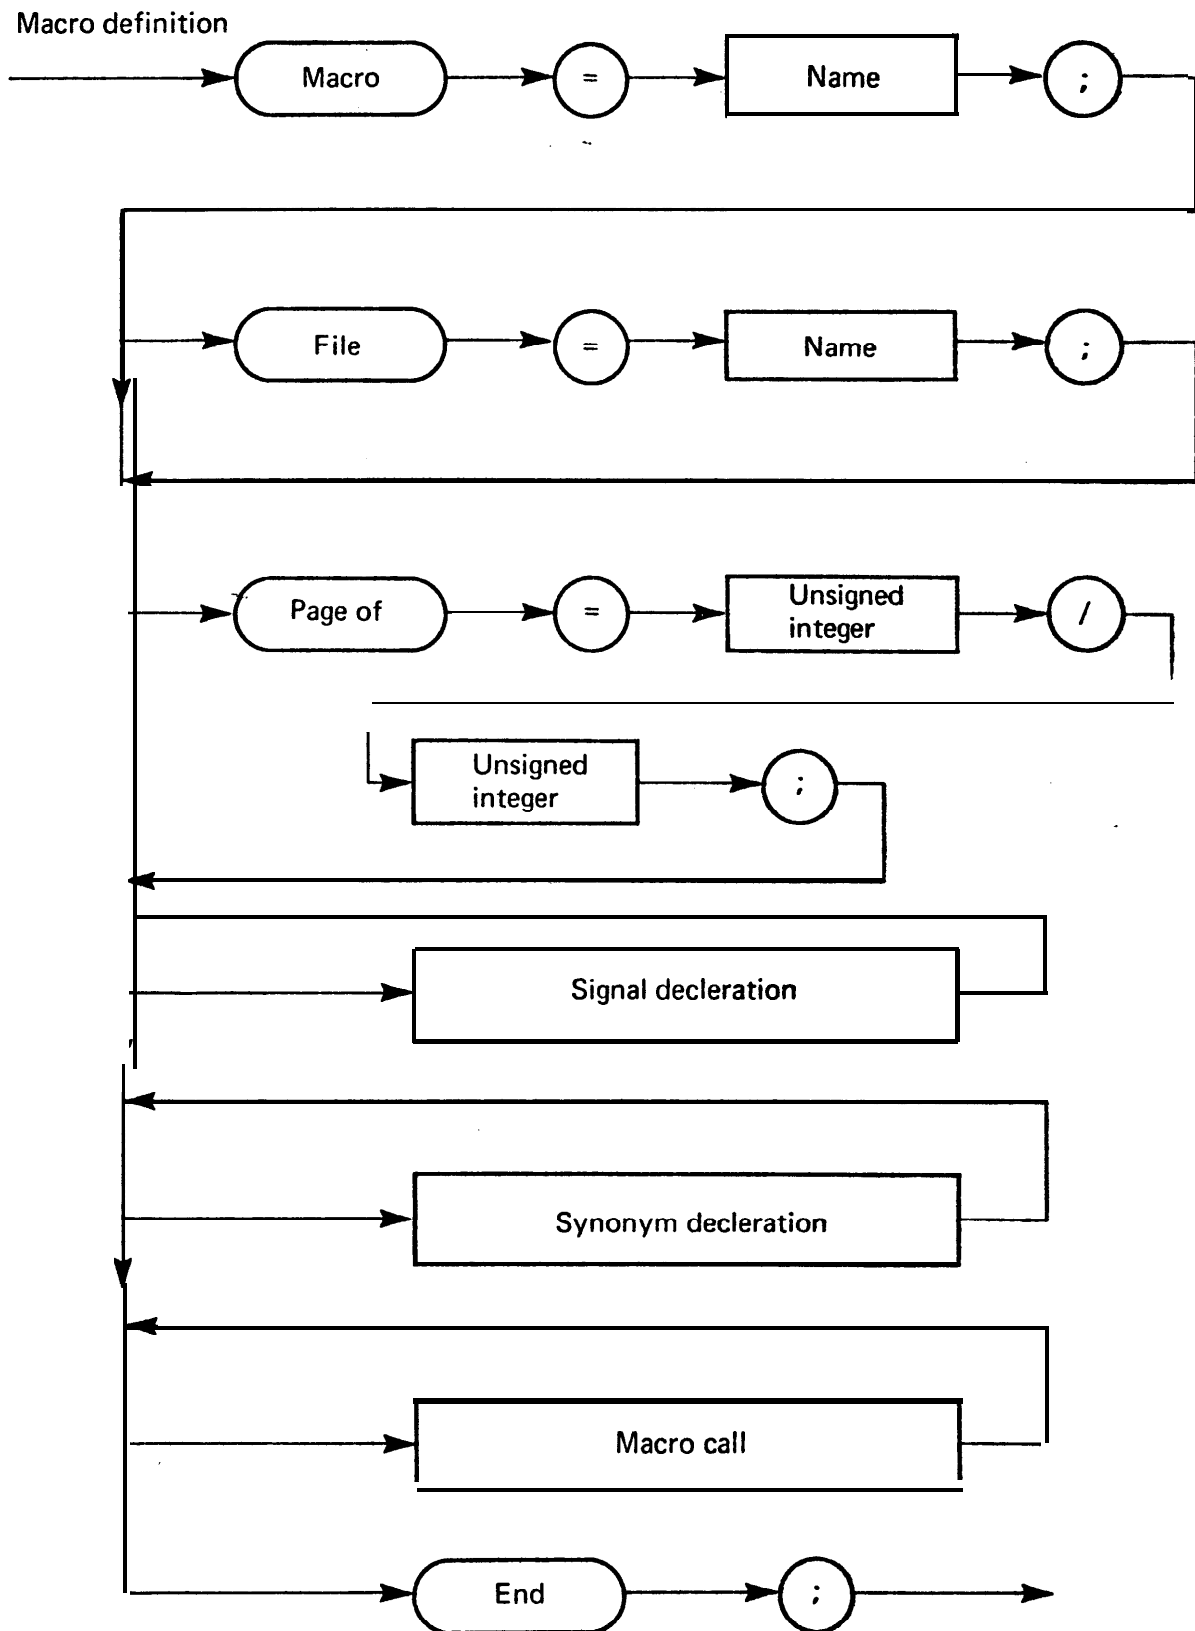 Macro definition
Macro
=
Name
;
File
=
Name
;
Page of
=
Unsigned
integer
/
Unsigned
integer
;
Signal decleration
Synonym decleration
Macro call
End
;